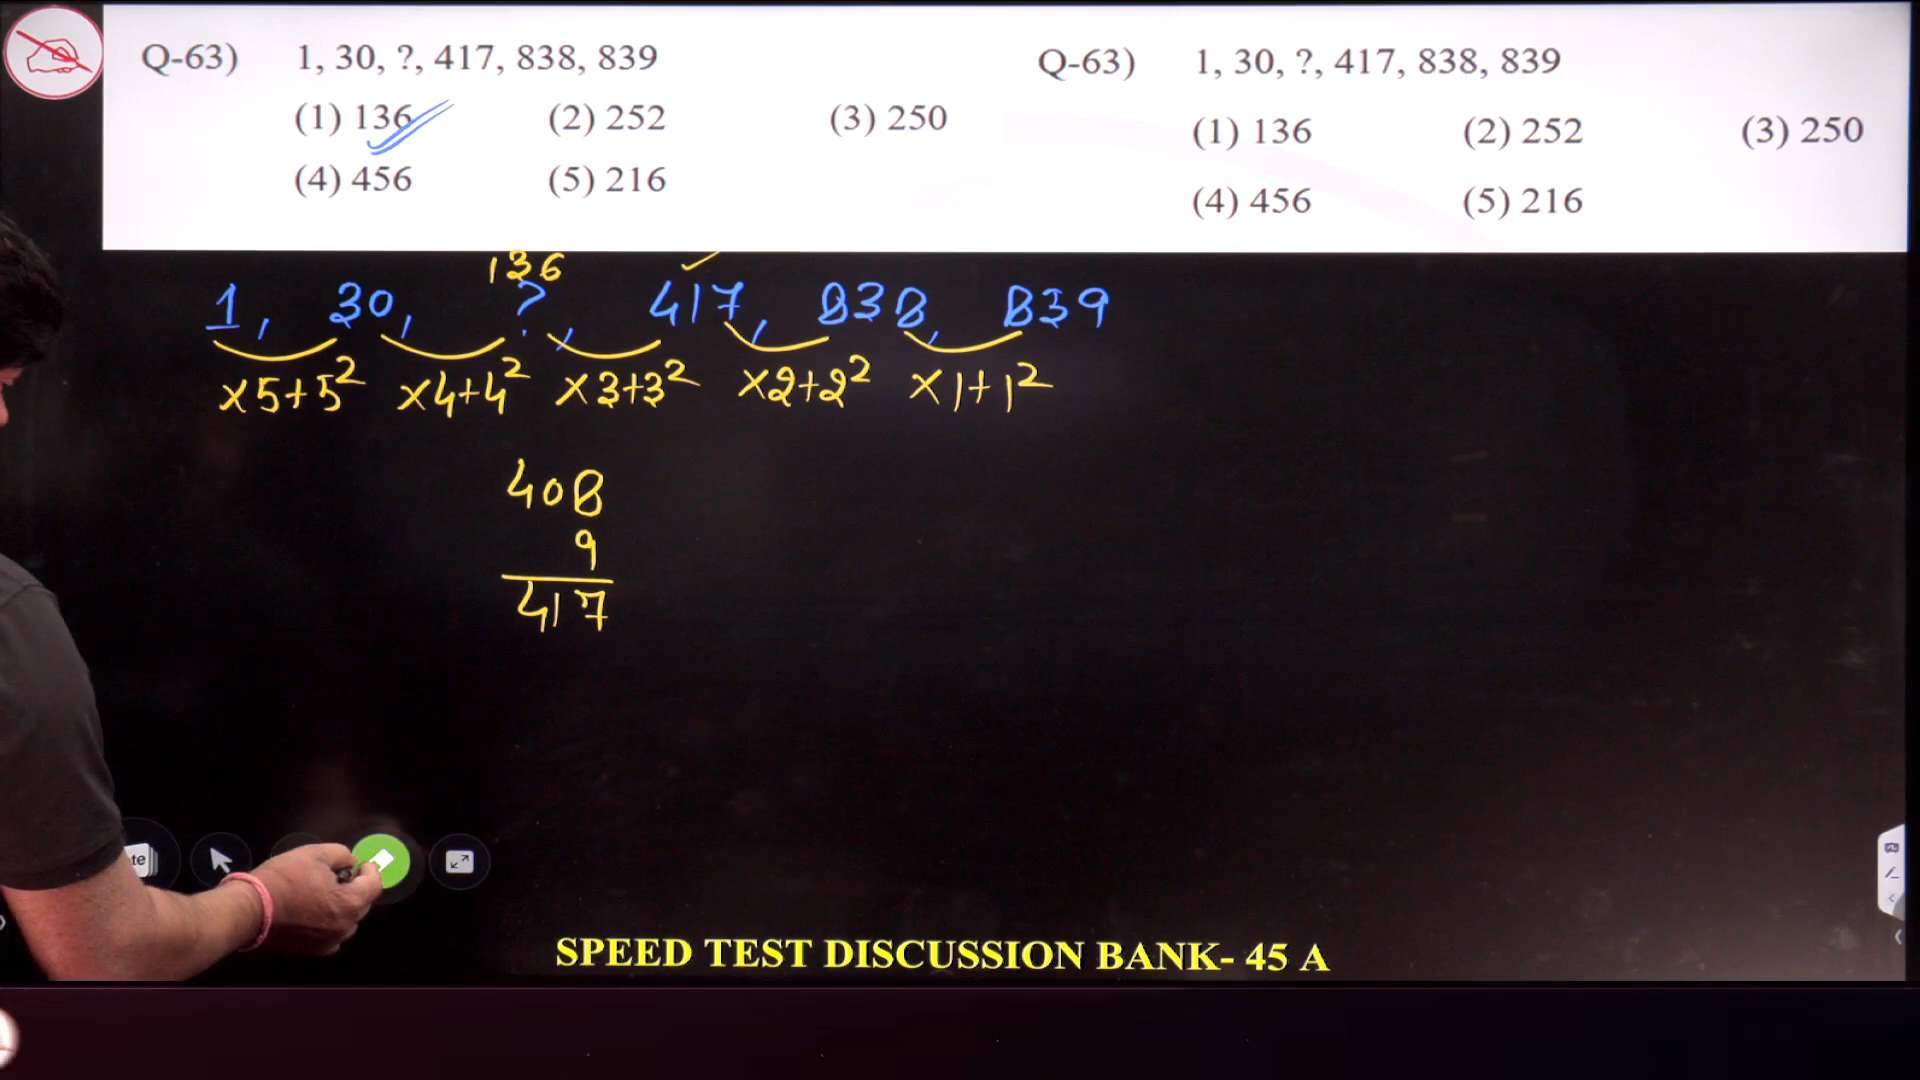 Q-63) 1, 30, ?, 417, 838, 839
(1) 136 (2) 252 (3) 250
(4) 456 (5) 216
Q-63) 1, 30, ?, 417, 838, 839
(1) 136 (2) 252 (3) 250
(4) 456 (5) 216
136
1, 30, ?, 417, 838, 839
×5+5² ×4+4² ×3+3² ×2+2² ×1+1²
408
9
417
te
SPEED TEST DISCUSSION BANK- 45 A